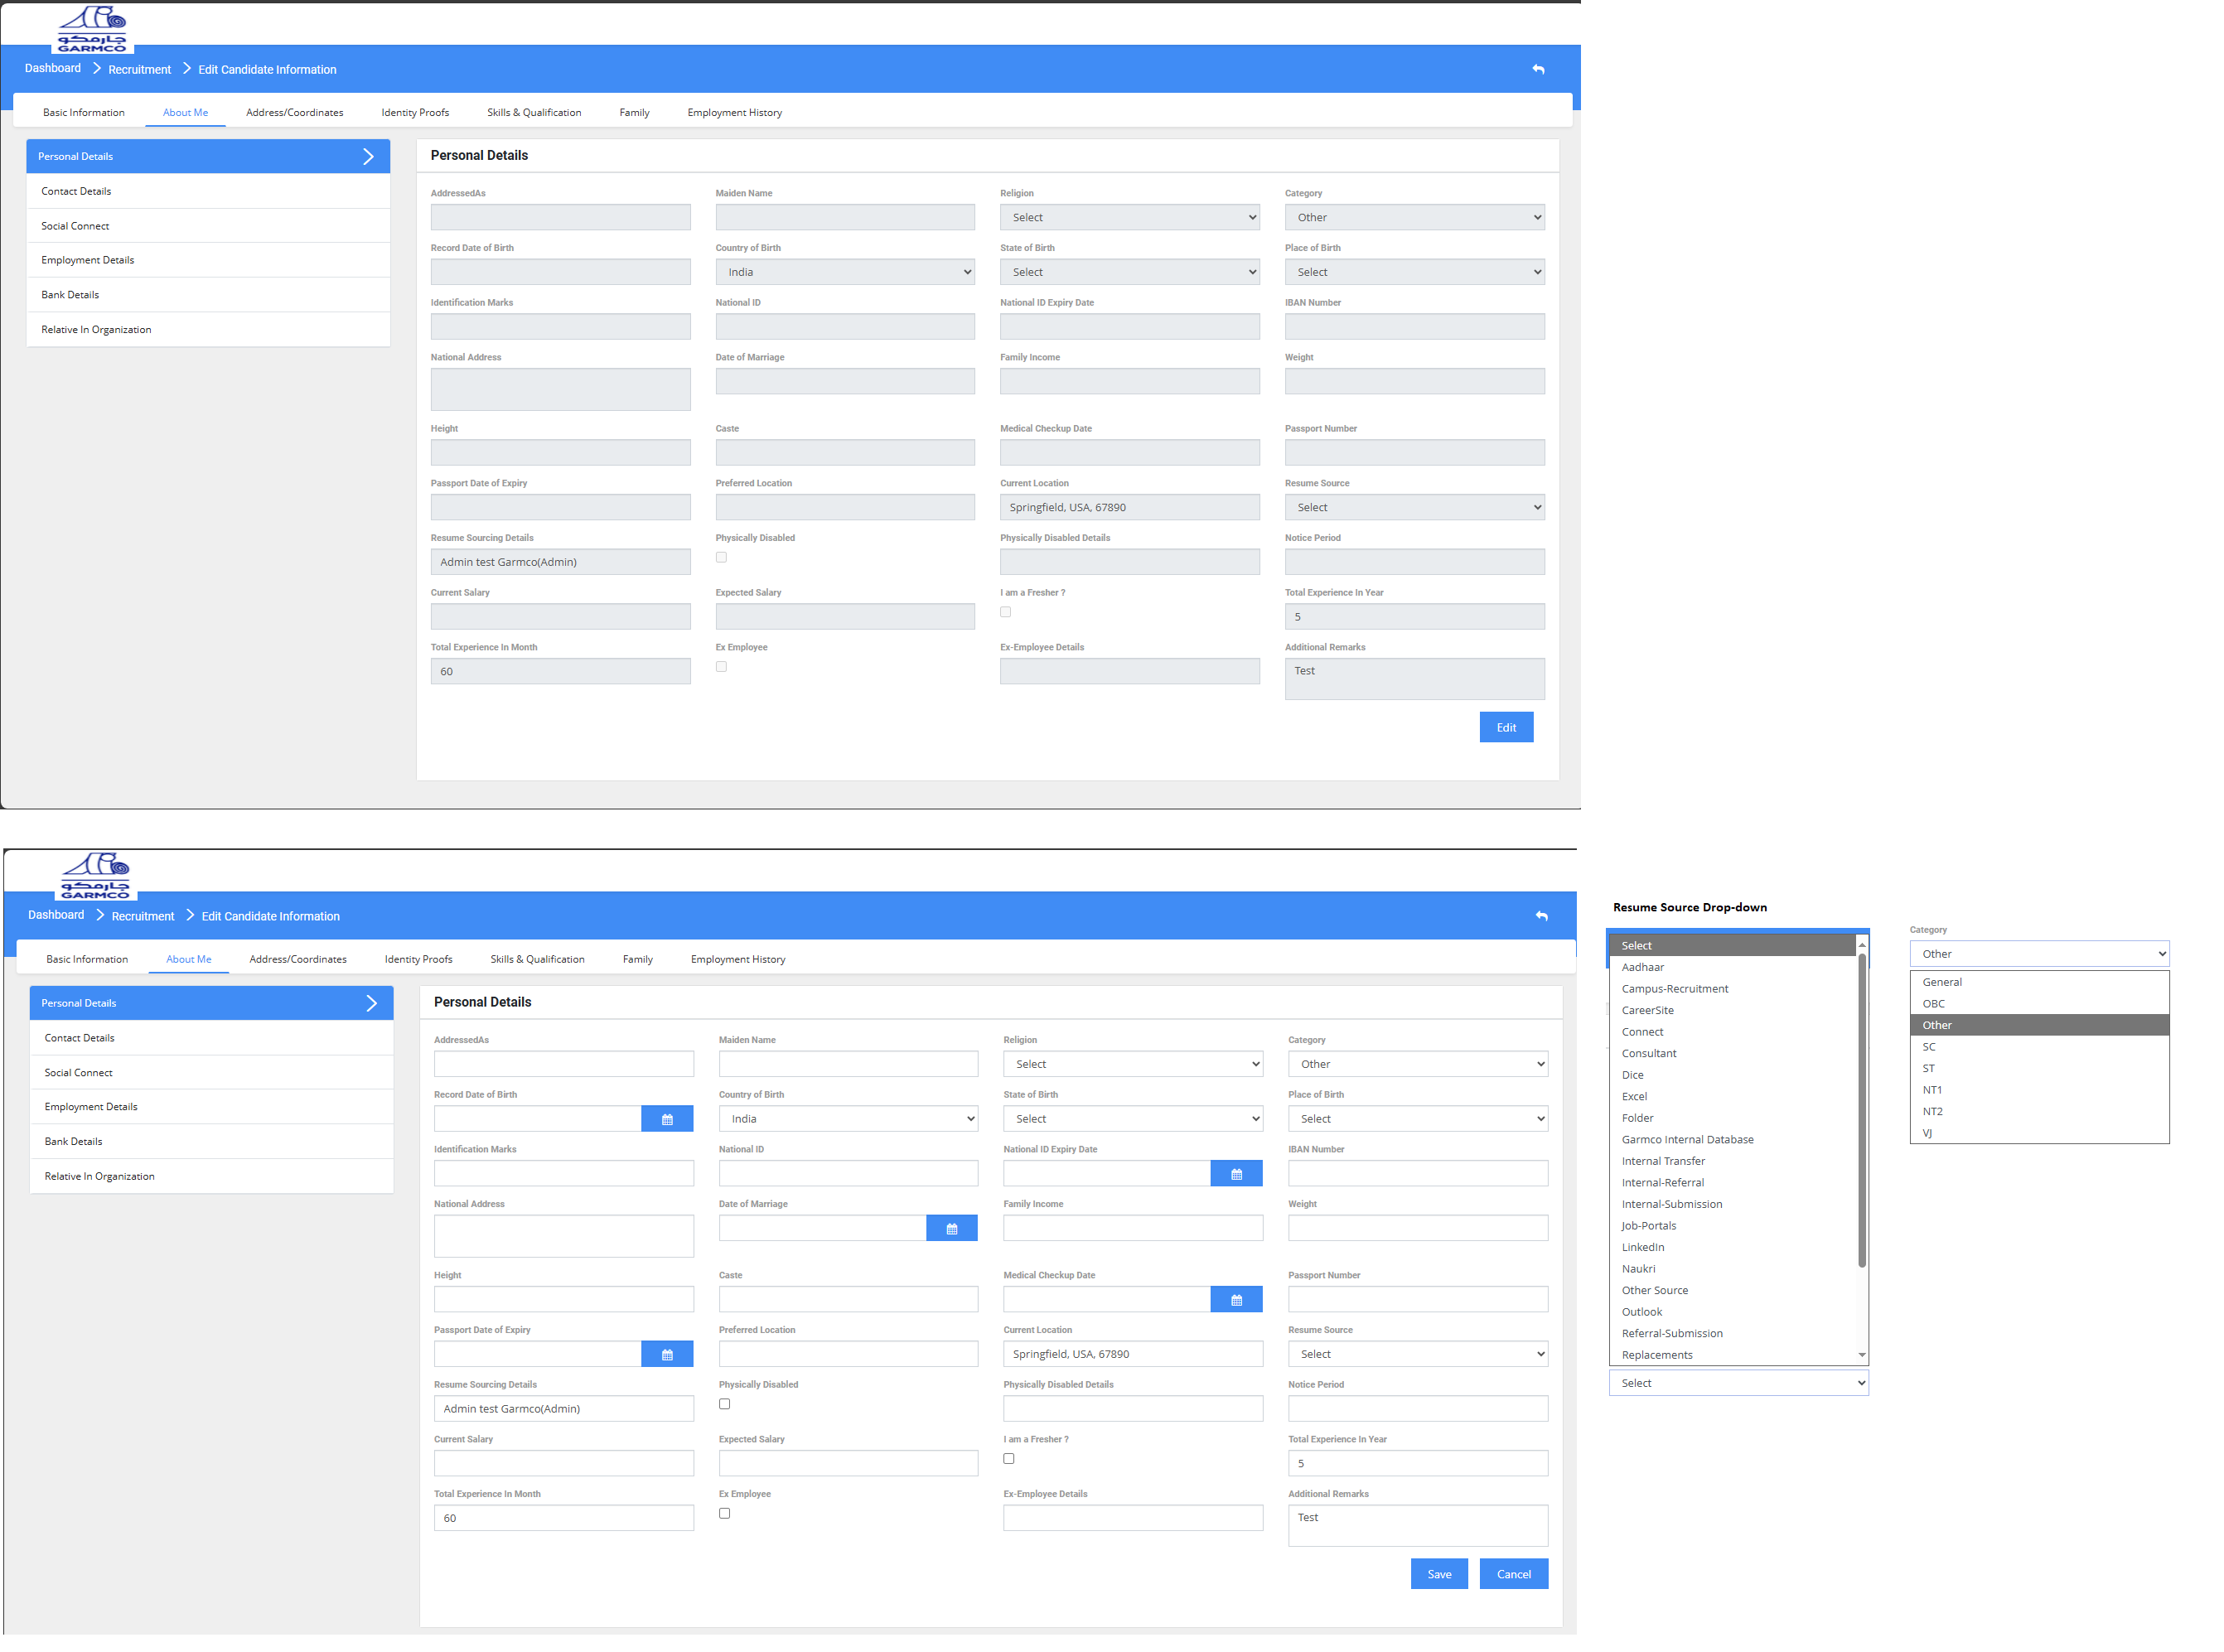 جارمكو
GARMCO
Dashboard Recruitment Edit Candidate Information
Basic Information About Me Address/Coordinates Identity Proofs Skills & Qualification Family Employment History
Personal Details
Contact Details
Social Connect
Employment Details
Bank Details
Relative In Organization
Personal Details
AddressedAs Maiden Name Religion Category
Select Other
Record Date of Birth Country of Birth State of Birth Place of Birth
India Select Select
Identification Marks National ID National ID Expiry Date IBAN Number
National Address Date of Marriage Family Income Weight
Height Caste Medical Checkup Date Passport Number
Passport Date of Expiry Preferred Location Current Location Resume Source
Springfield, USA, 67890 Select
Resume Sourcing Details Physically Disabled Physically Disabled Details Notice Period
Admin test Garmco(Admin)
Current Salary Expected Salary I am a Fresher ? Total Experience In Year
5
Total Experience In Month Ex Employee Ex-Employee Details Additional Remarks
60 Test
Edit
جارمكو
GARMCO
Dashboard Recruitment Edit Candidate Information
Basic Information About Me Address/Coordinates Identity Proofs Skills & Qualification Family Employment History
Personal Details
Contact Details
Social Connect
Employment Details
Bank Details
Relative In Organization
Personal Details
AddressedAs Maiden Name Religion Category
Select Other
Record Date of Birth Country of Birth State of Birth Place of Birth
India Select Select
Identification Marks National ID National ID Expiry Date IBAN Number
National Address Date of Marriage Family Income Weight
Height Caste Medical Checkup Date Passport Number
Passport Date of Expiry Preferred Location Current Location Resume Source
Springfield, USA, 67890 Select
Resume Sourcing Details Physically Disabled Physically Disabled Details Notice Period
Admin test Garmco(Admin)
Current Salary Expected Salary I am a Fresher ? Total Experience In Year
5
Total Experience In Month Ex Employee Ex-Employee Details Additional Remarks
60 Test
Save Cancel
Resume Source Drop-down
Select
Aadhaar
Campus-Recruitment
CareerSite
Connect
Consultant
Dice
Excel
Folder
Garmco Internal Database
Internal Transfer
Internal-Referral
Internal-Submission
Job-Portals
LinkedIn
Naukri
Other Source
Outlook
Referral-Submission
Replacements
Select
Category
Other
General
OBC
Other
SC
ST
NT1
NT2
VJ